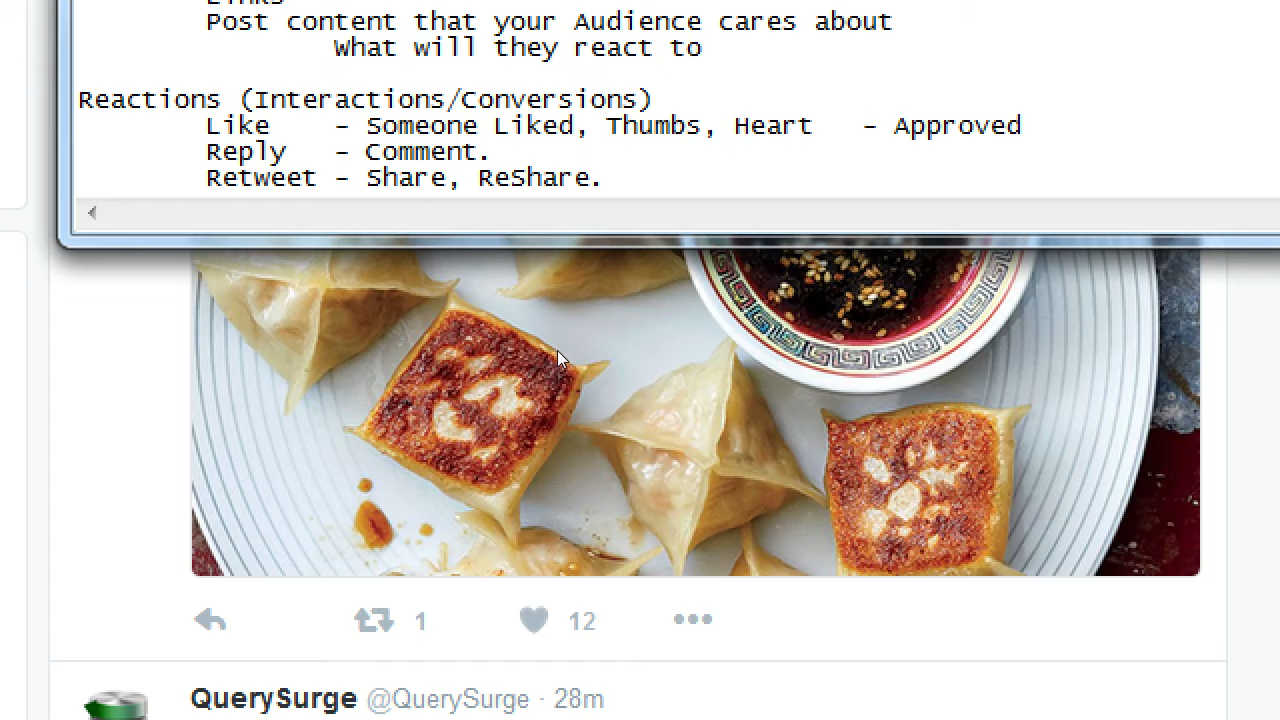 Links
Post content that your Audience cares about
What will they react to
Reactions (Interactions/Conversions)
Like - Someone Liked, Thumbs, Heart - Approved
Reply - Comment.
Retweet - Share, ReShare.
1 12
QuerySurge @QuerySurge · 28m